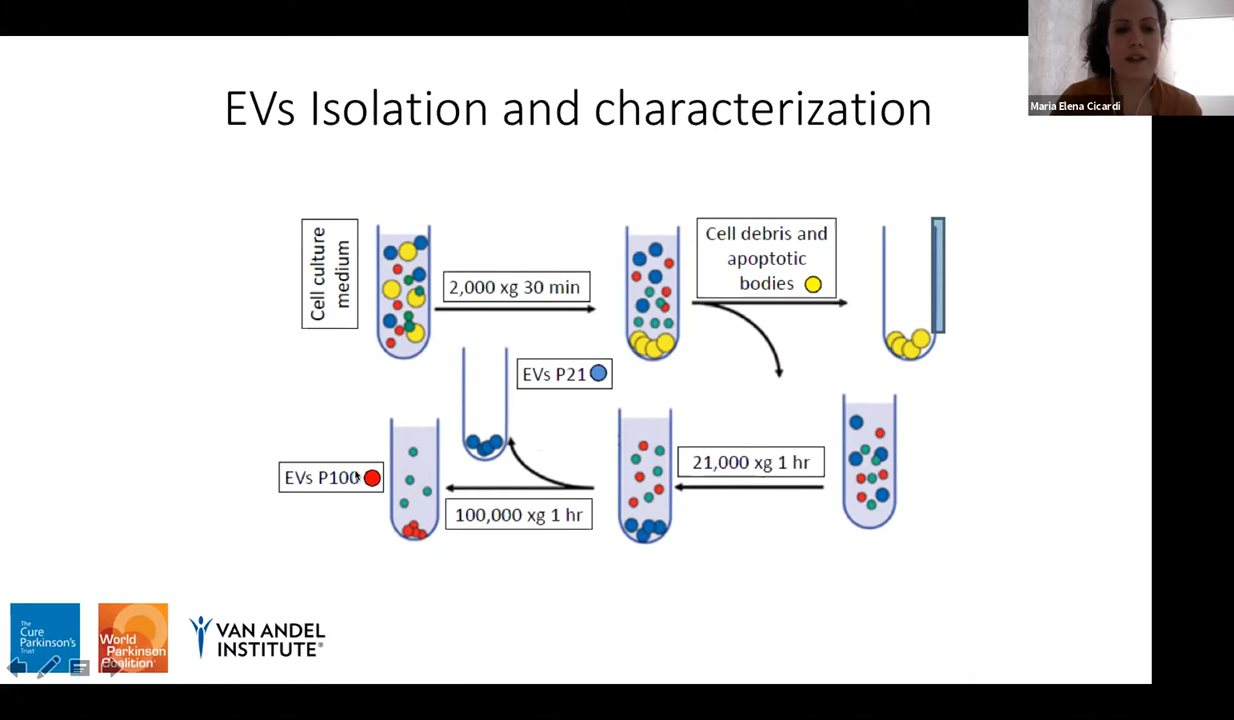 Maria Elena Cicardi
EVs Isolation and characterization
Cell culture
medium
2,000 xg 30 min
Cell debris and
apoptotic
bodies
EVs P21
EVs P100
21,000 xg 1 hr
100,000 xg 1 hr
The
Cure
Parkinson's
Trust
World
Parkinson
Coalition
VAN ANDEL
INSTITUTE®